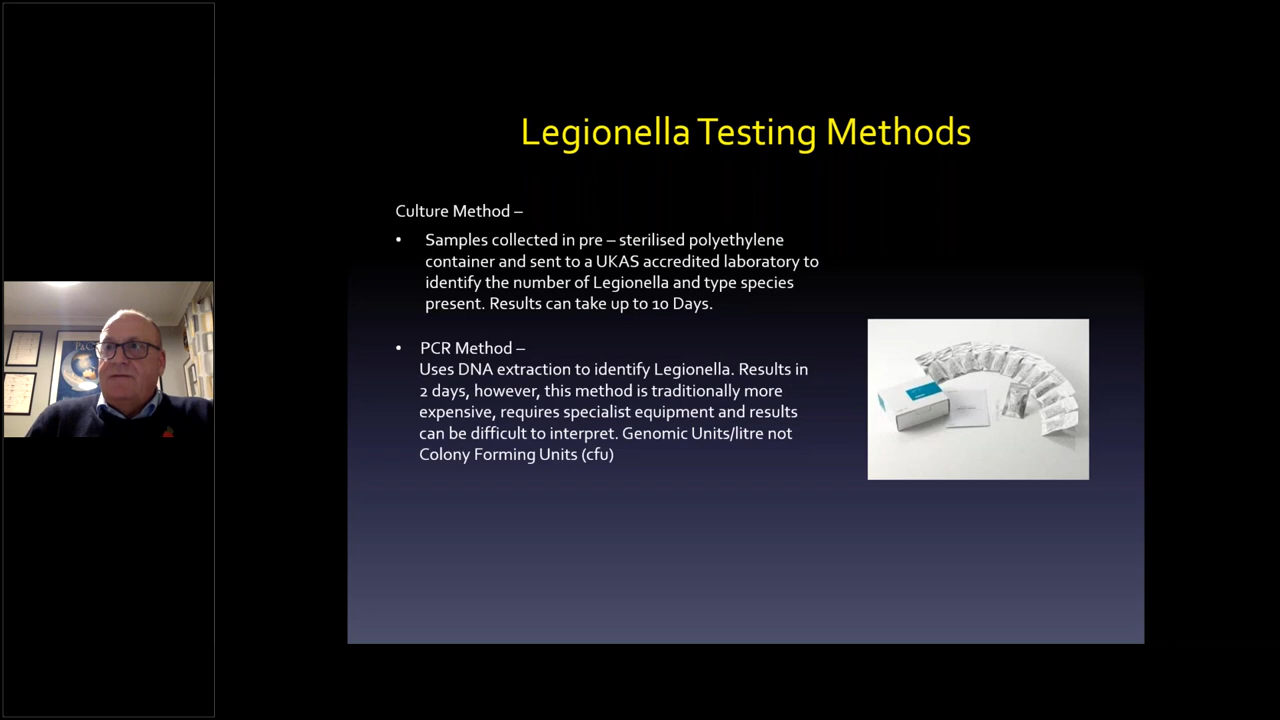 Legionella Testing Methods
Culture Method –
• Samples collected in pre – sterilised polyethylene
container and sent to a UKAS accredited laboratory to
identify the number of Legionella and type species
present. Results can take up to 10 Days.
• PCR Method –
Uses DNA extraction to identify Legionella. Results in
2 days, however, this method is traditionally more
expensive, requires specialist equipment and results
can be difficult to interpret. Genomic Units/litre not
Colony Forming Units (cfu)